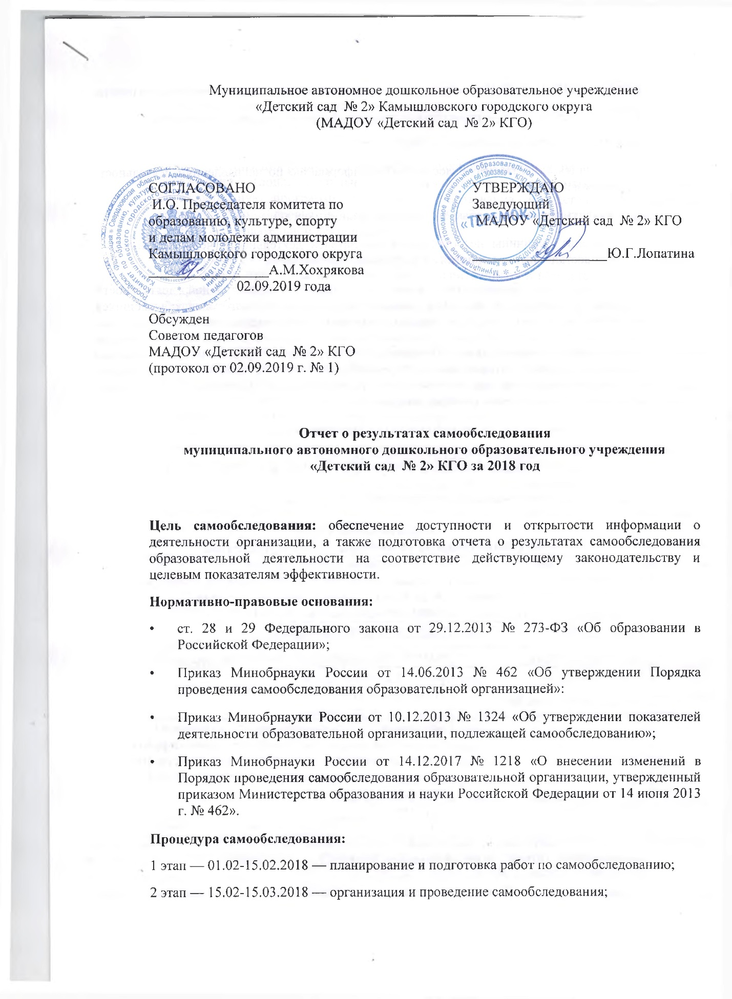 Муниципальное автономное дошкольное образовательное учреждение
«Детский сад № 2» Камышловского городского округа
(МАДОУ «Детский сад № 2» КГО)
СОГЛАСОВАНО
И.О. Председателя комитета по
образованию, культуре, спорту
и делам молодежи администрации
Камышловского городского округа
А.М.Хохрякова
02.09.2019 года
УТВЕРЖДАЮ
Заведующий
МАДОУ «Детский сад № 2» КГО
Ю.Г.Лопатина
«ТЕРЕМОК»
Обсужден
Советом педагогов
МАДОУ «Детский сад № 2» КГО
(протокол от 02.09.2019 г. № 1)
Отчет о результатах самообследования
муниципального автономного дошкольного образовательного учреждения
«Детский сад № 2» КГО за 2018 год
Цель самообследования: обеспечение доступности и открытости информации о
деятельности организации, а также подготовка отчета о результатах самообследования
образовательной деятельности на соответствие действующему законодательству и
целевым показателям эффективности.
Нормативно-правовые основания:
• ст. 28 и 29 Федерального закона от 29.12.2013 № 273-ФЗ «Об образовании в
Российской Федерации»;
• Приказ Минобрнауки России от 14.06.2013 № 462 «Об утверждении Порядка
проведения самообследования образовательной организацией»:
• Приказ Минобрнауки России от 10.12.2013 № 1324 «Об утверждении показателей
деятельности образовательной организации, подлежащей самообследованию»;
• Приказ Минобрнауки России от 14.12.2017 № 1218 «О внесении изменений в
Порядок проведения самообследования образовательной организации, утвержденный
приказом Министерства образования и науки Российской Федерации от 14 июня 2013
г. № 462».
Процедура самообследования:
1 этап — 01.02-15.02.2018 — планирование и подготовка работ по самообследованию;
2 этап — 15.02-15.03.2018 — организация и проведение самообследования;